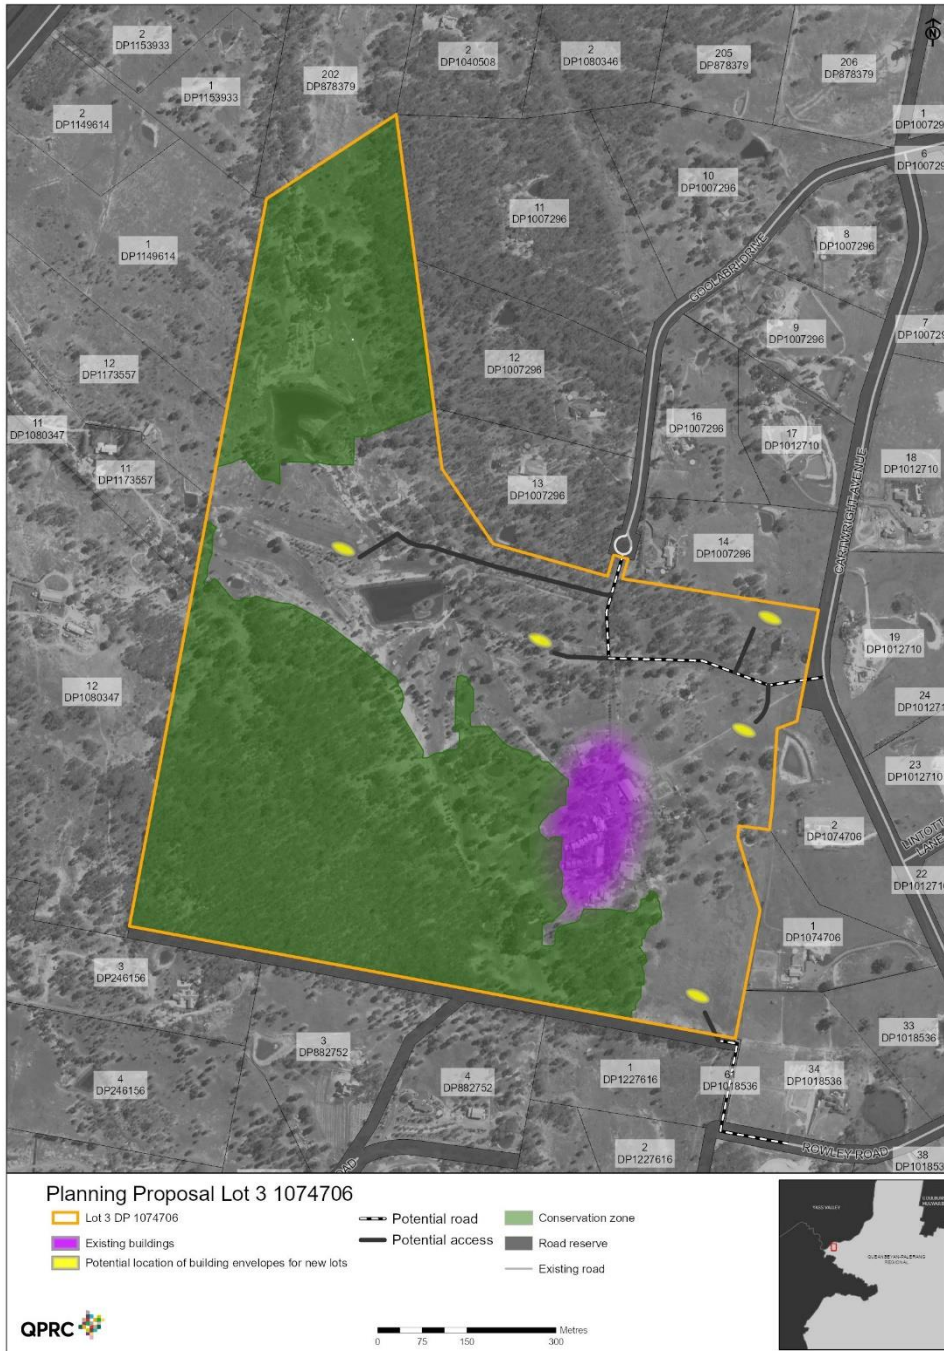 N
2
DP1153933
2
DP1040508
2
DP1080346
205
DP878379
206
DP878379
202
DP878379
1
DP1153933
2
DP1149614
1
6
10
DP1007296
11
DP1007296
8
DP1007296
1
DP1149614
GOOLABRI DRIVE
9
DP1007296
7
12
DP1173557
12
DP1007296
11
DP1080347
16
DP1007296
17
DP1012710
11
DP1173557
18
DP1012710
13
DP1007296
CARTWRIGHT AVENUE
14
DP1007296
19
DP1012710
12
DP1080347
24
23
DP1012710
2
DP1074706
LINTOTT
LANE
22
1
DP1074706
3
DP246156
33
DP1018536
3
DP882752
1
DP1227616
61
DP1018536
34
DP1018536
4
DP246156
4
DP882752
2
DP1227616
ROWLEY ROAD
38
Planning Proposal Lot 3 1074706
Lot 3 DP 1074706
Existing buildings
Potential location of building envelopes for new lots
Potential road
Potential access
Conservation zone
Road reserve
Existing road
QPRC
Metres
0 75 150 300
YASS VALLEY
QUEANBEYAN-PALERANG
REGIONAL